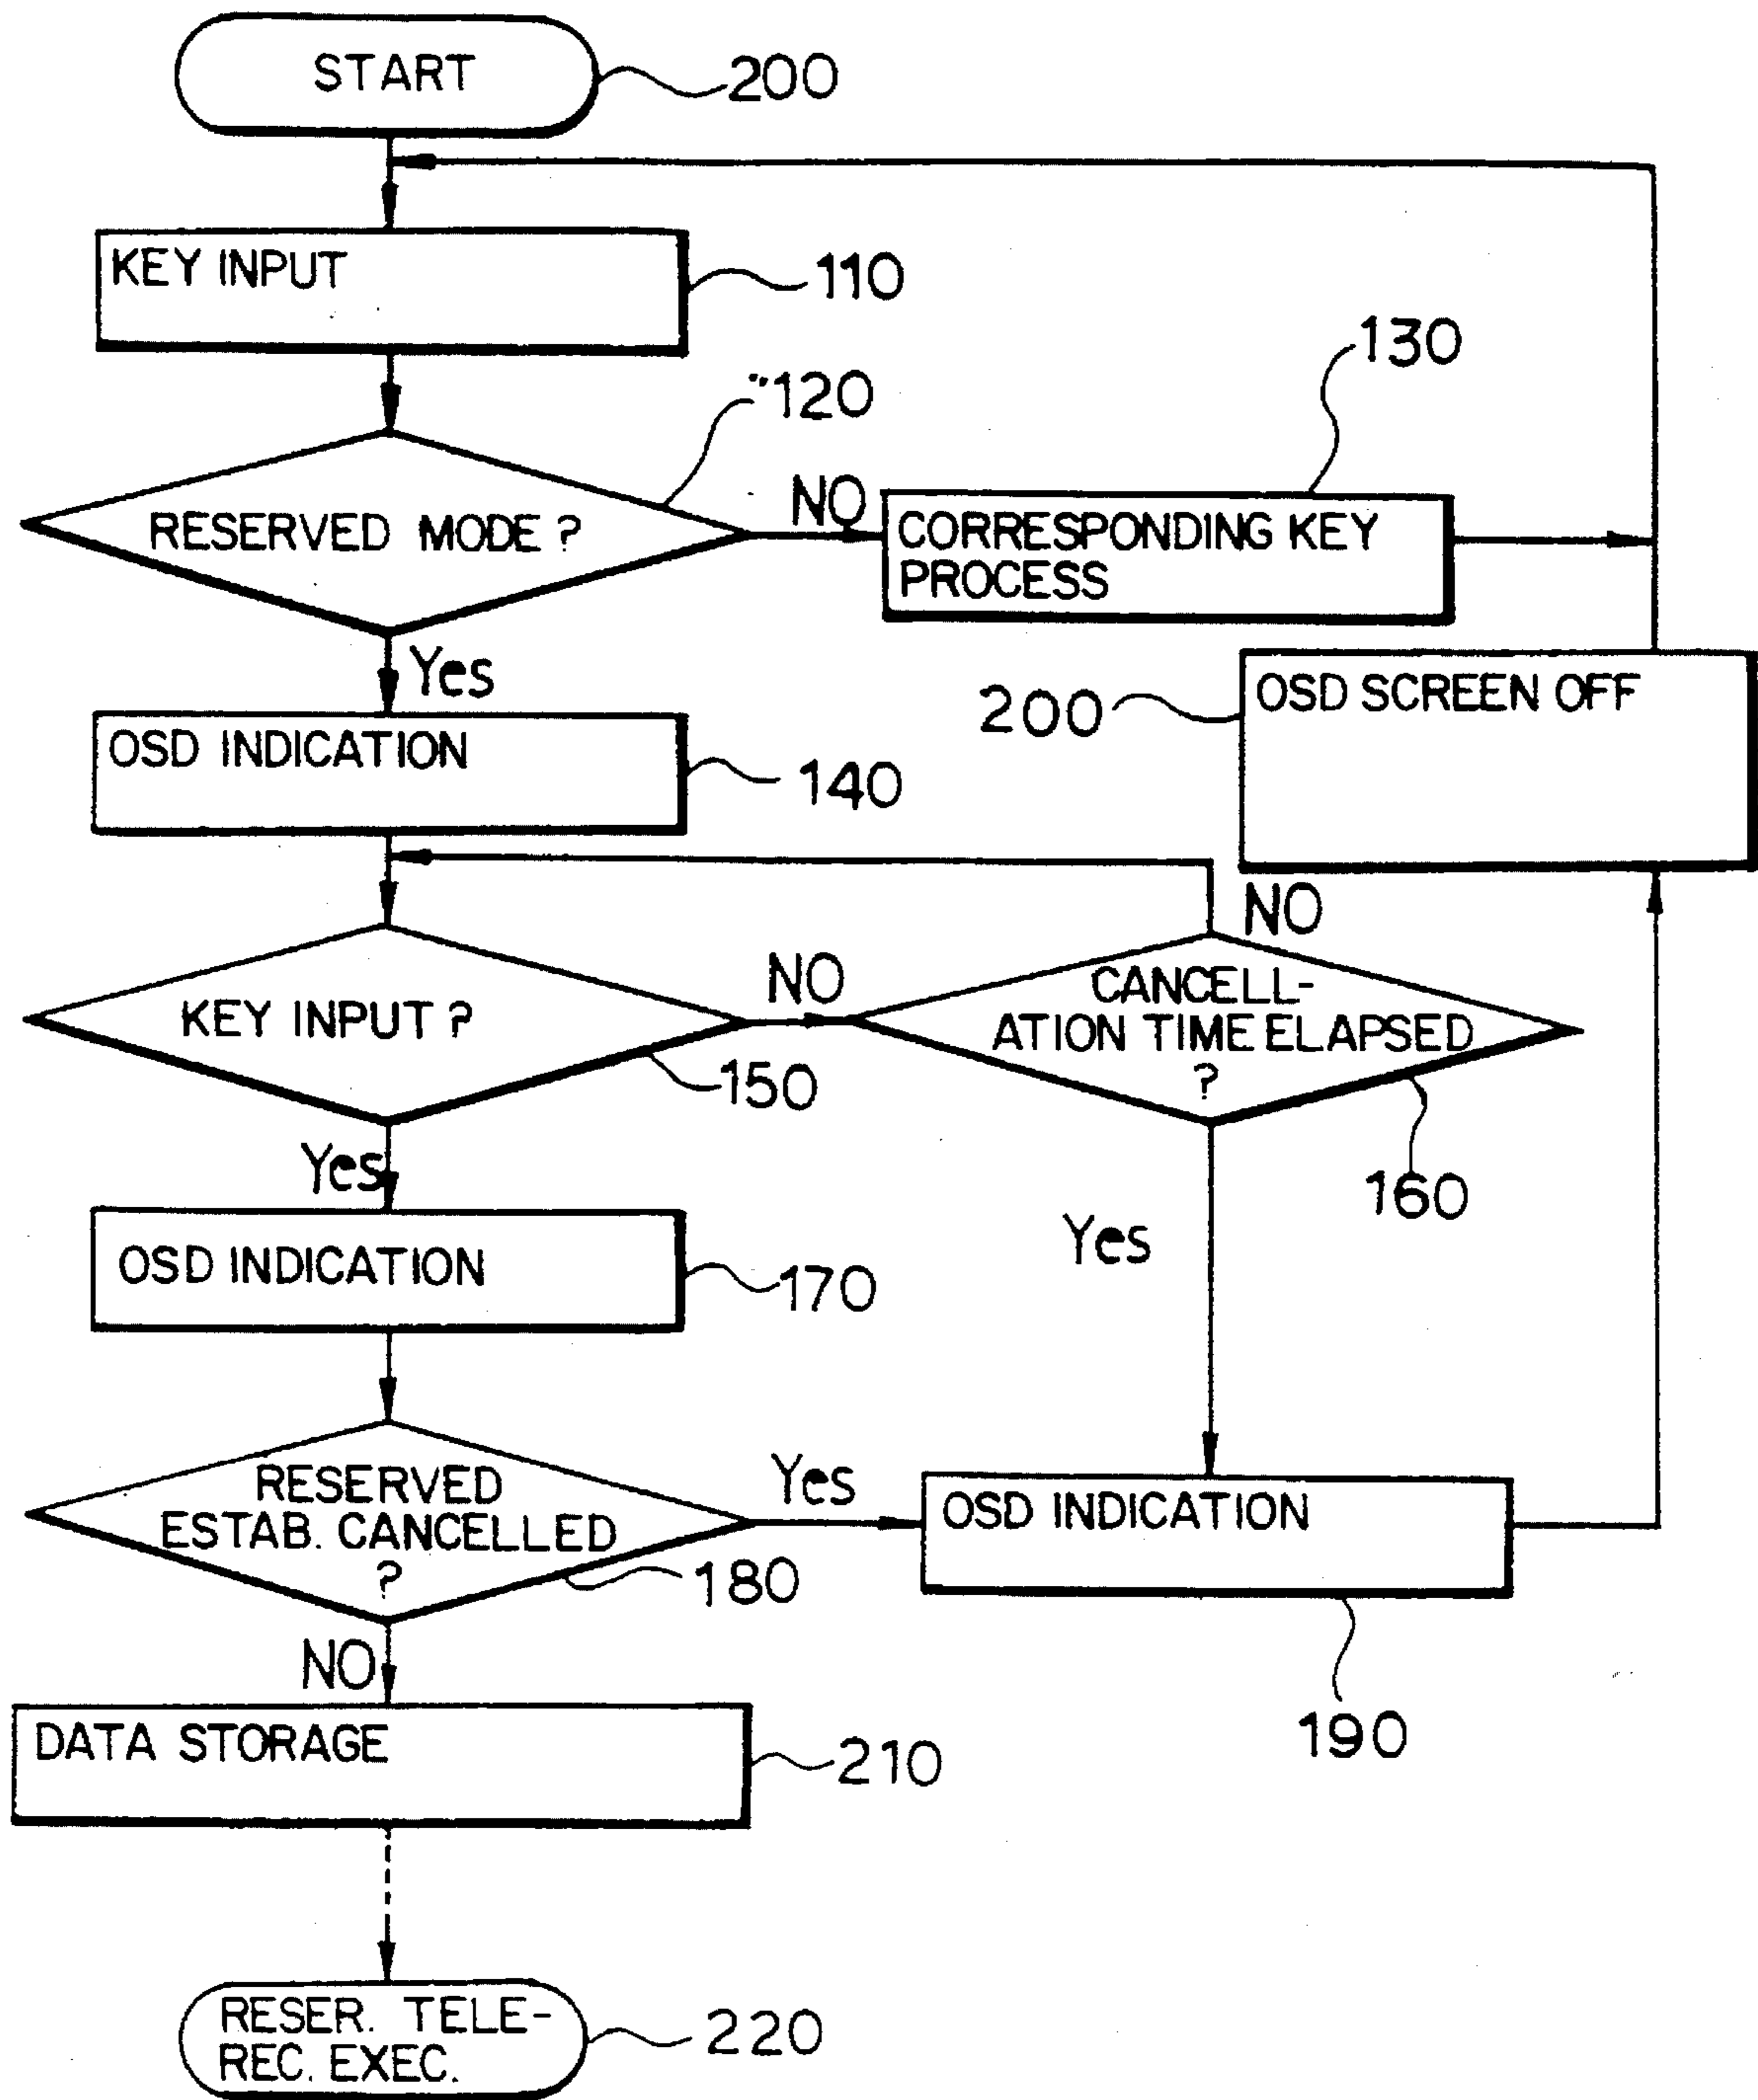 START
200
KEY INPUT
110
120
130
RESERVED MODE ?
NO
CORRESPONDING KEY
PROCESS
Yes
OSD INDICATION
140
200
OSD SCREEN OFF
NO
KEY INPUT ?
NO
CANCELL-
ATION TIME ELAPSED
?
150
160
Yes
Yes
OSD INDICATION
170
RESERVED
ESTAB. CANCELLED
?
180
Yes
OSD INDICATION
190
NO
DATA STORAGE
210
RESER. TELE-
REC. EXEC.
220